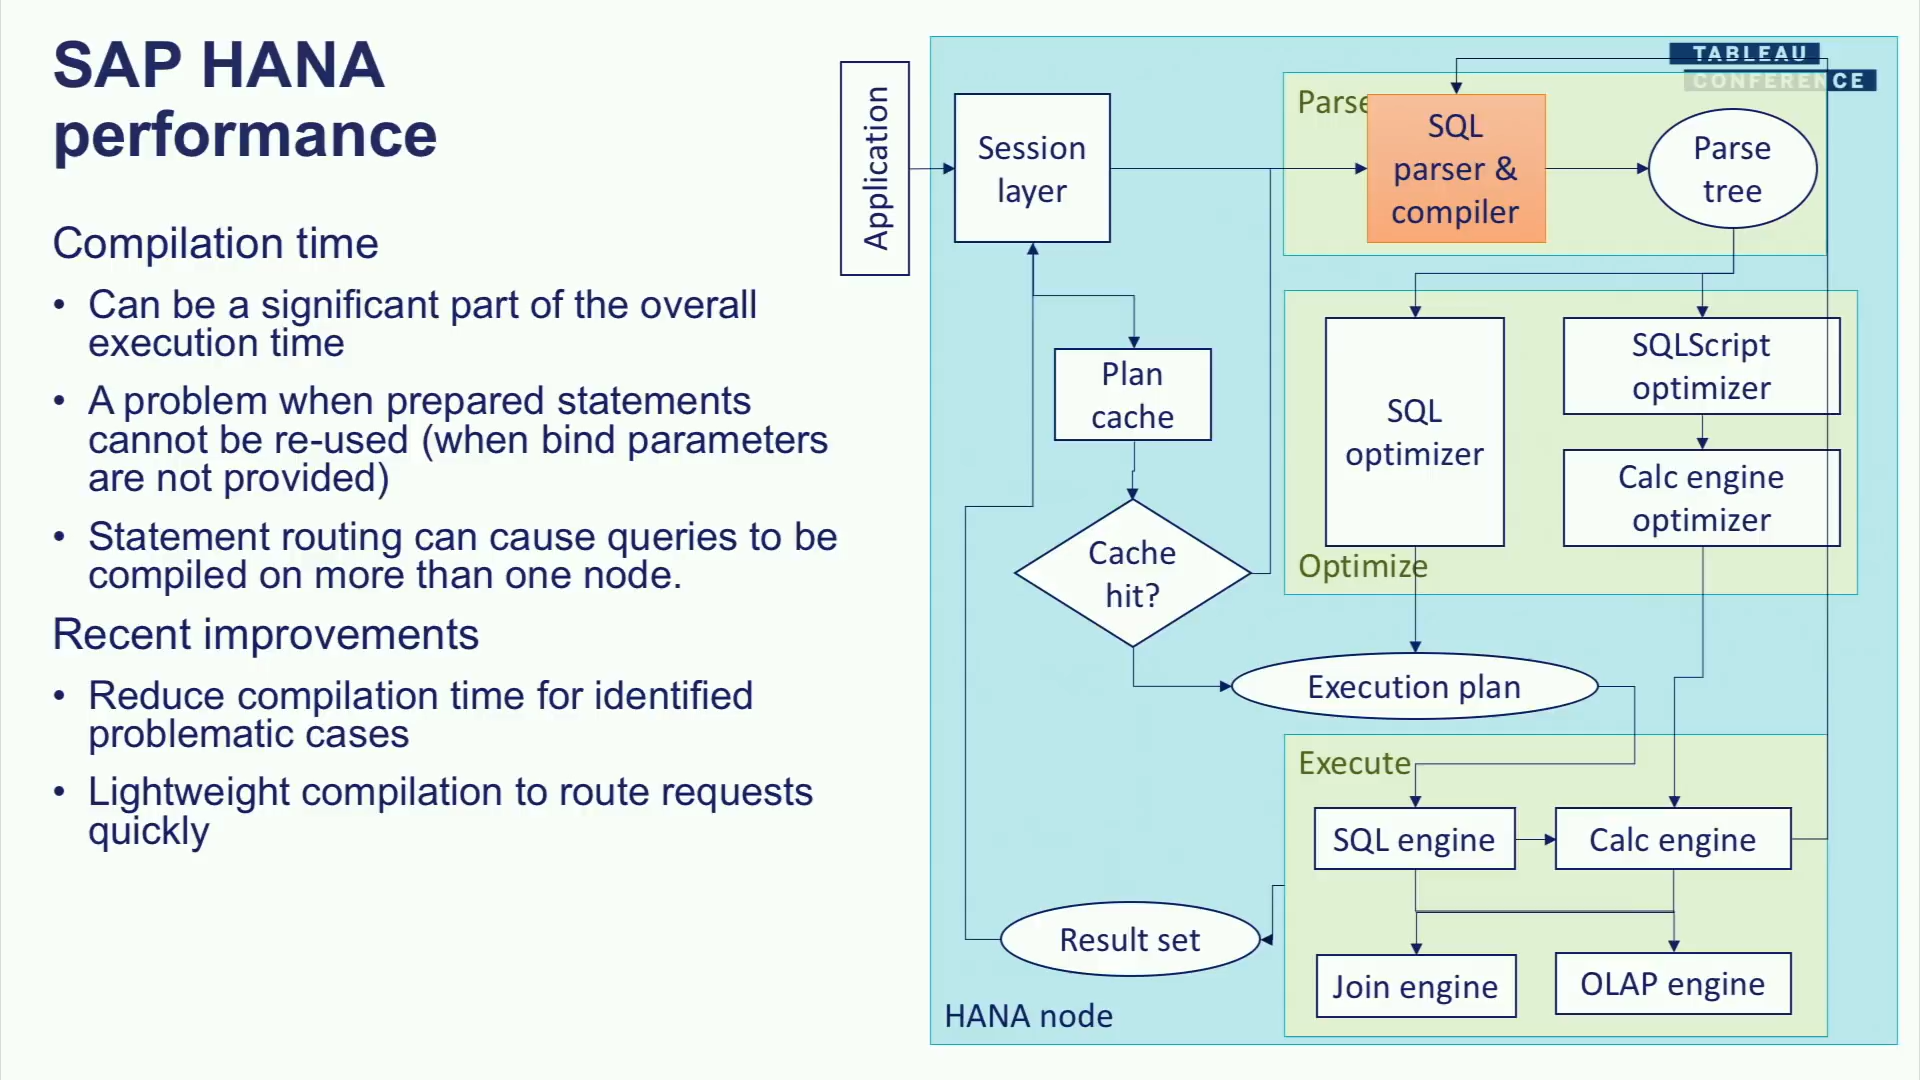 SAP HANA
performance
Compilation time
• Can be a significant part of the overall
execution time
• A problem when prepared statements
cannot be re-used (when bind parameters
are not provided)
• Statement routing can cause queries to be
compiled on more than one node.
Recent improvements
• Reduce compilation time for identified
problematic cases
• Lightweight compilation to route requests
quickly
TABLEAU
CONFERENCE
Application
Session
layer
Parse
SQL
parser &
compiler
Parse
tree
Plan
cache
Cache
hit?
SQL
optimizer
SQLScript
optimizer
Calc engine
optimizer
Optimize
Execution plan
Execute
SQL engine
Calc engine
Join engine
OLAP engine
Result set
HANA node